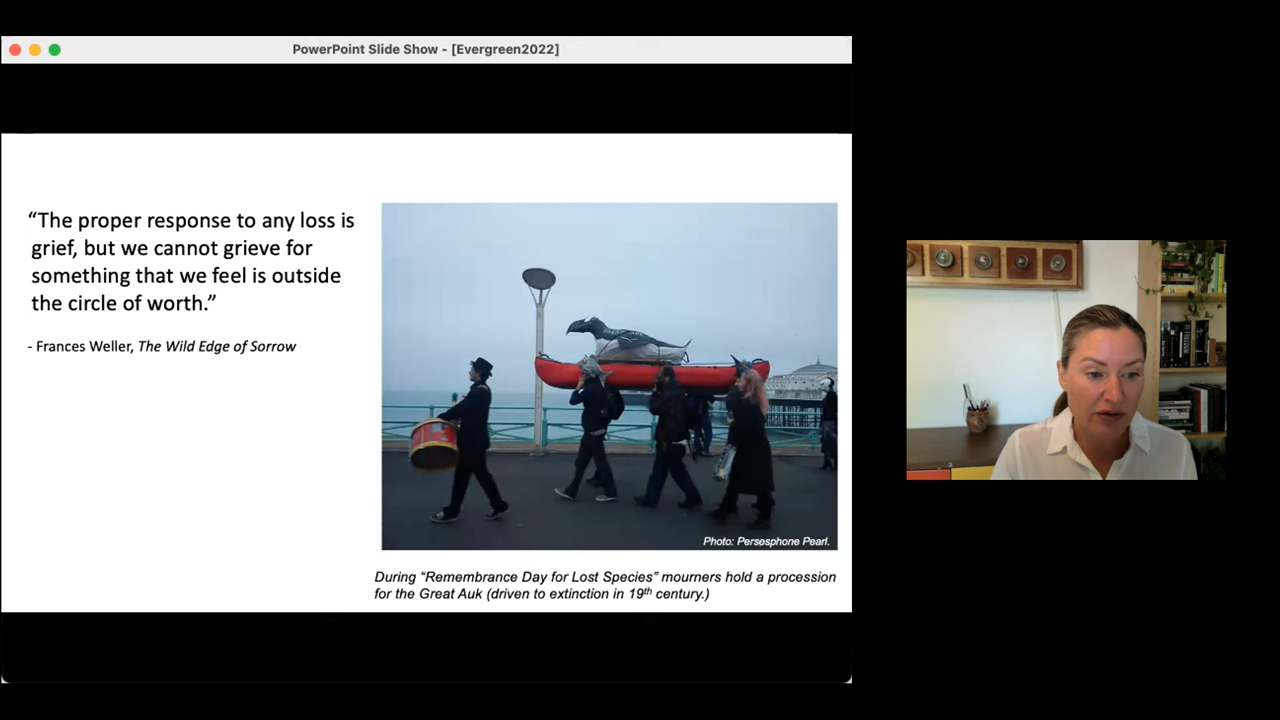 PowerPoint Slide Show - [Evergreen2022]
“The proper response to any loss is
grief, but we cannot grieve for
something that we feel is outside
the circle of worth.”
- Frances Weller, The Wild Edge of Sorrow
Photo: Persesphone Pearl.
During “Remembrance Day for Lost Species” mourners hold a procession
for the Great Auk (driven to extinction in 19th century.)